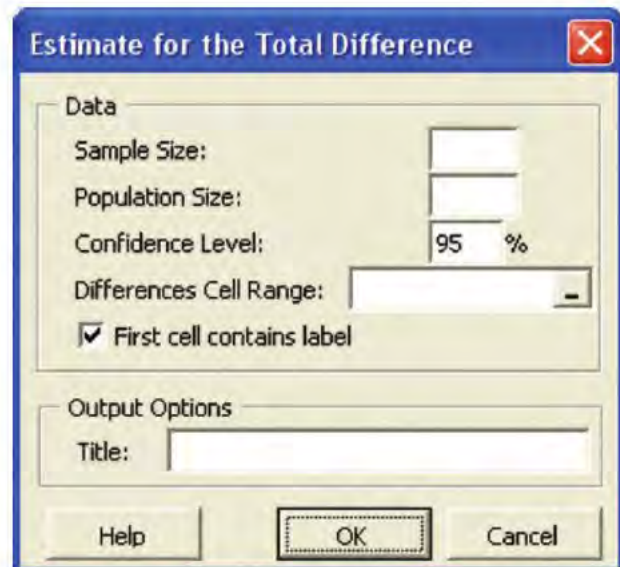 Estimate for the Total Difference
Data
Sample Size:
Population Size:
Confidence Level: 95 %
Differences Cell Range:
First cell contains label
Output Options
Title:
Help OK Cancel